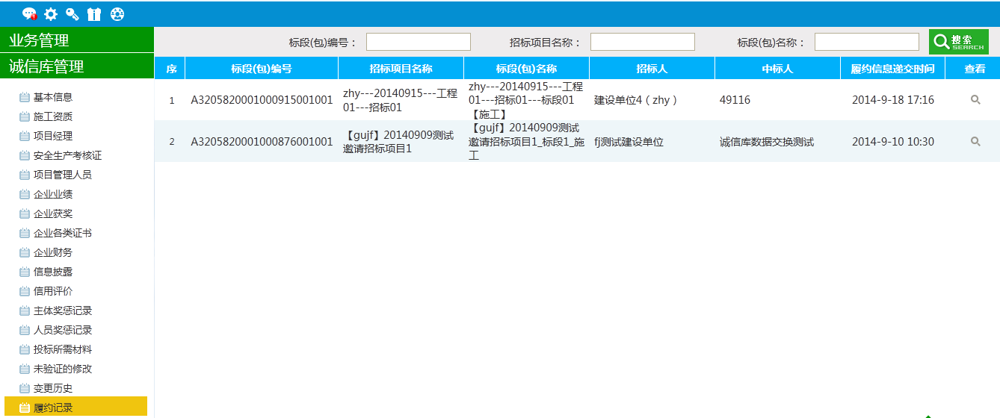 业务管理
诚信库管理
基本信息
施工资质
项目经理
安全生产考核证
项目管理人员
企业业绩
企业获奖
企业各类证书
企业财务
信息披露
信用评价
主体奖惩记录
人员奖惩记录
投标所需材料
未验证的修改
变更历史
履约记录
标段(包)编号： 招标项目名称： 标段(包)名称： 搜索
SEARCH
序 标段(包)编号 招标项目名称 标段(包)名称 招标人 中标人 履约信息递交时间 查看
1 A3205820001000915001001
zhy---20140915---工程
01---招标01
zhy---20140915---工程
01---招标01---标段01
【施工】
建设单位4（zhy） 49116 2014-9-18 17:16
2 A3205820001000876001001
【gujf】20140909测试
邀请招标项目1
【gujf】20140909测试
邀请招标项目1_标段1_施
工
fj测试建设单位 诚信库数据交换测试 2014-9-10 10:30